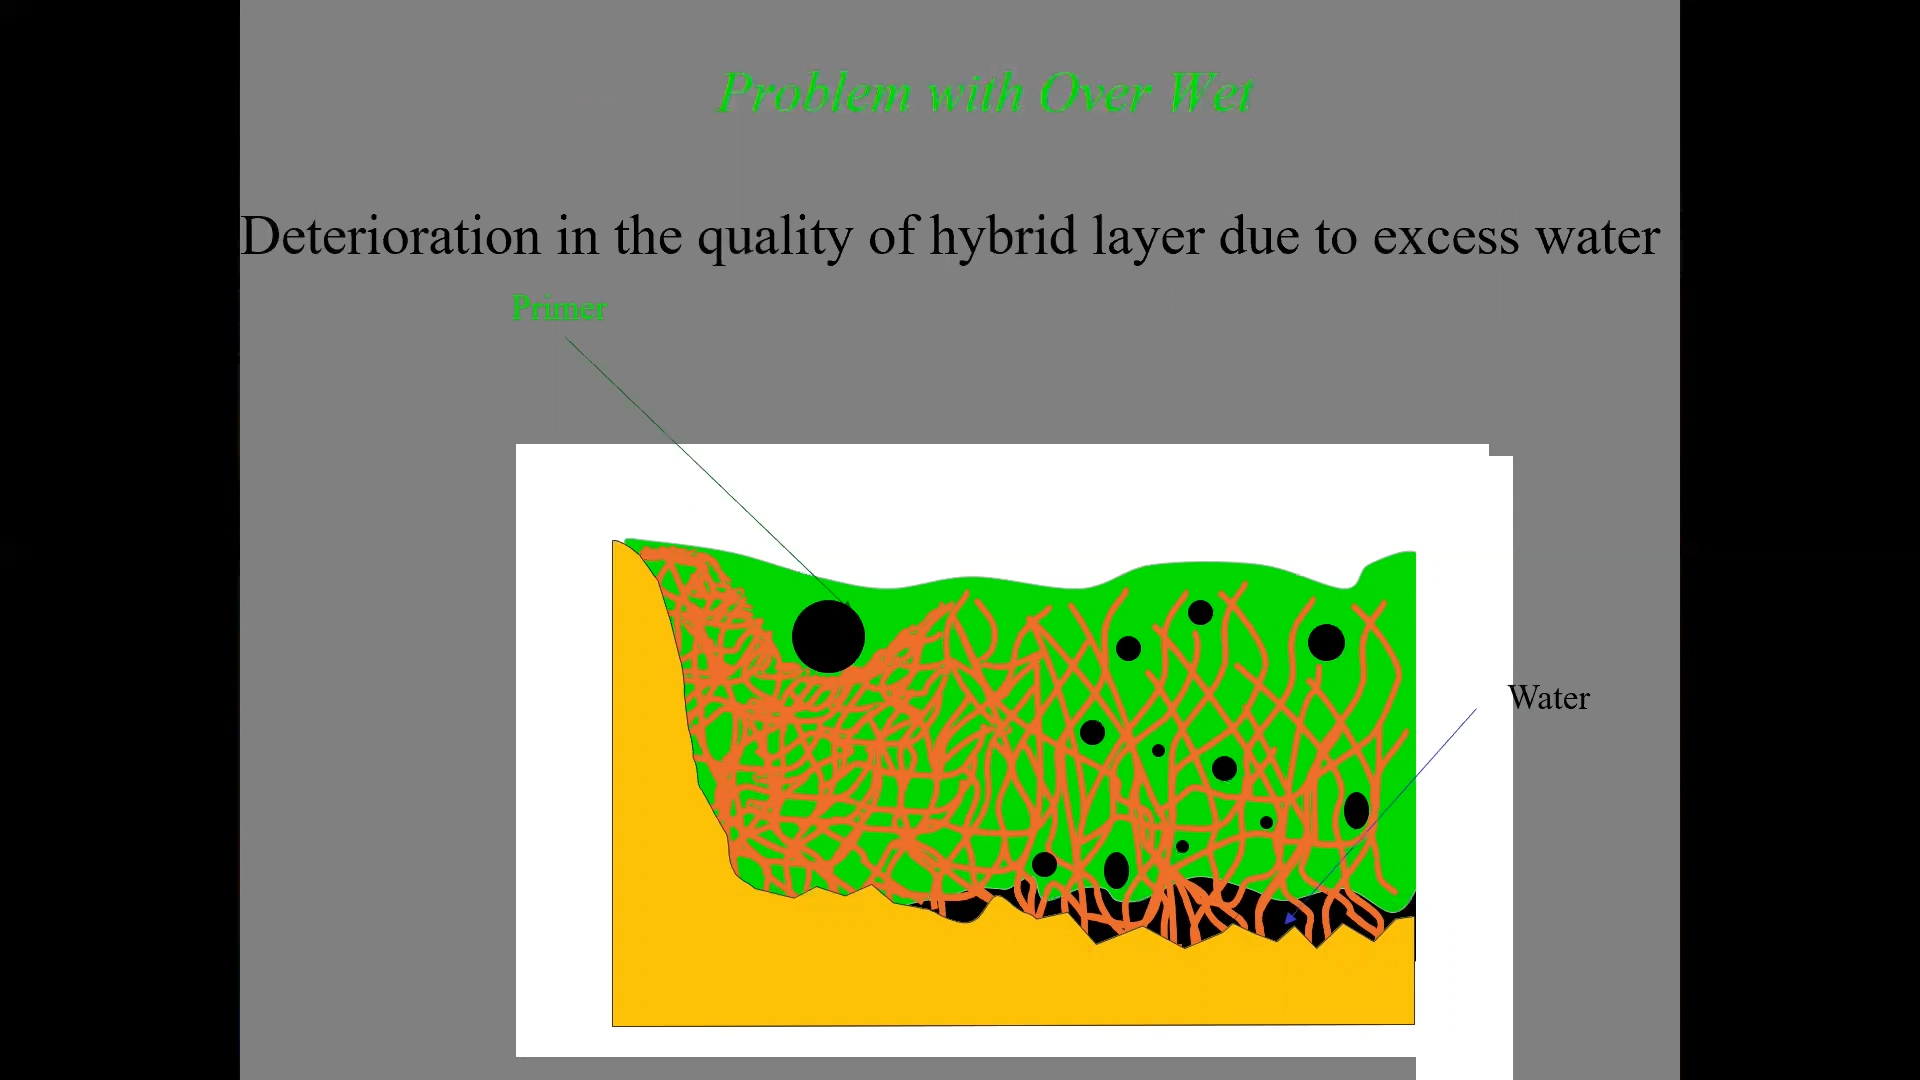 Problem with Over Wet
Deterioration in the quality of hybrid layer due to excess water
Primer
Water